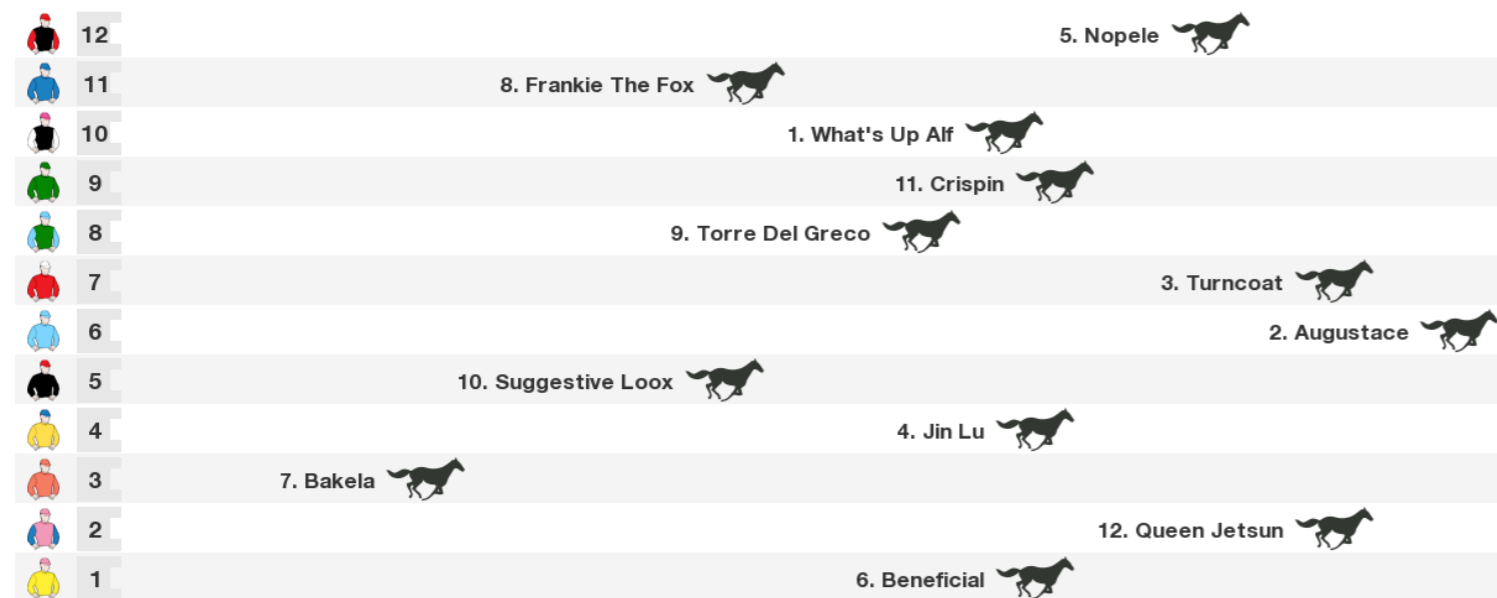 12 5. Nopele
11 8. Frankie The Fox
10 1. What's Up Alf
9 11. Crispin
8 9. Torre Del Greco
7 3. Turncoat
6 2. Augustace
5 10. Suggestive Loox
4 4. Jin Lu
3 7. Bakela
2 12. Queen Jetsun
1 6. Beneficial